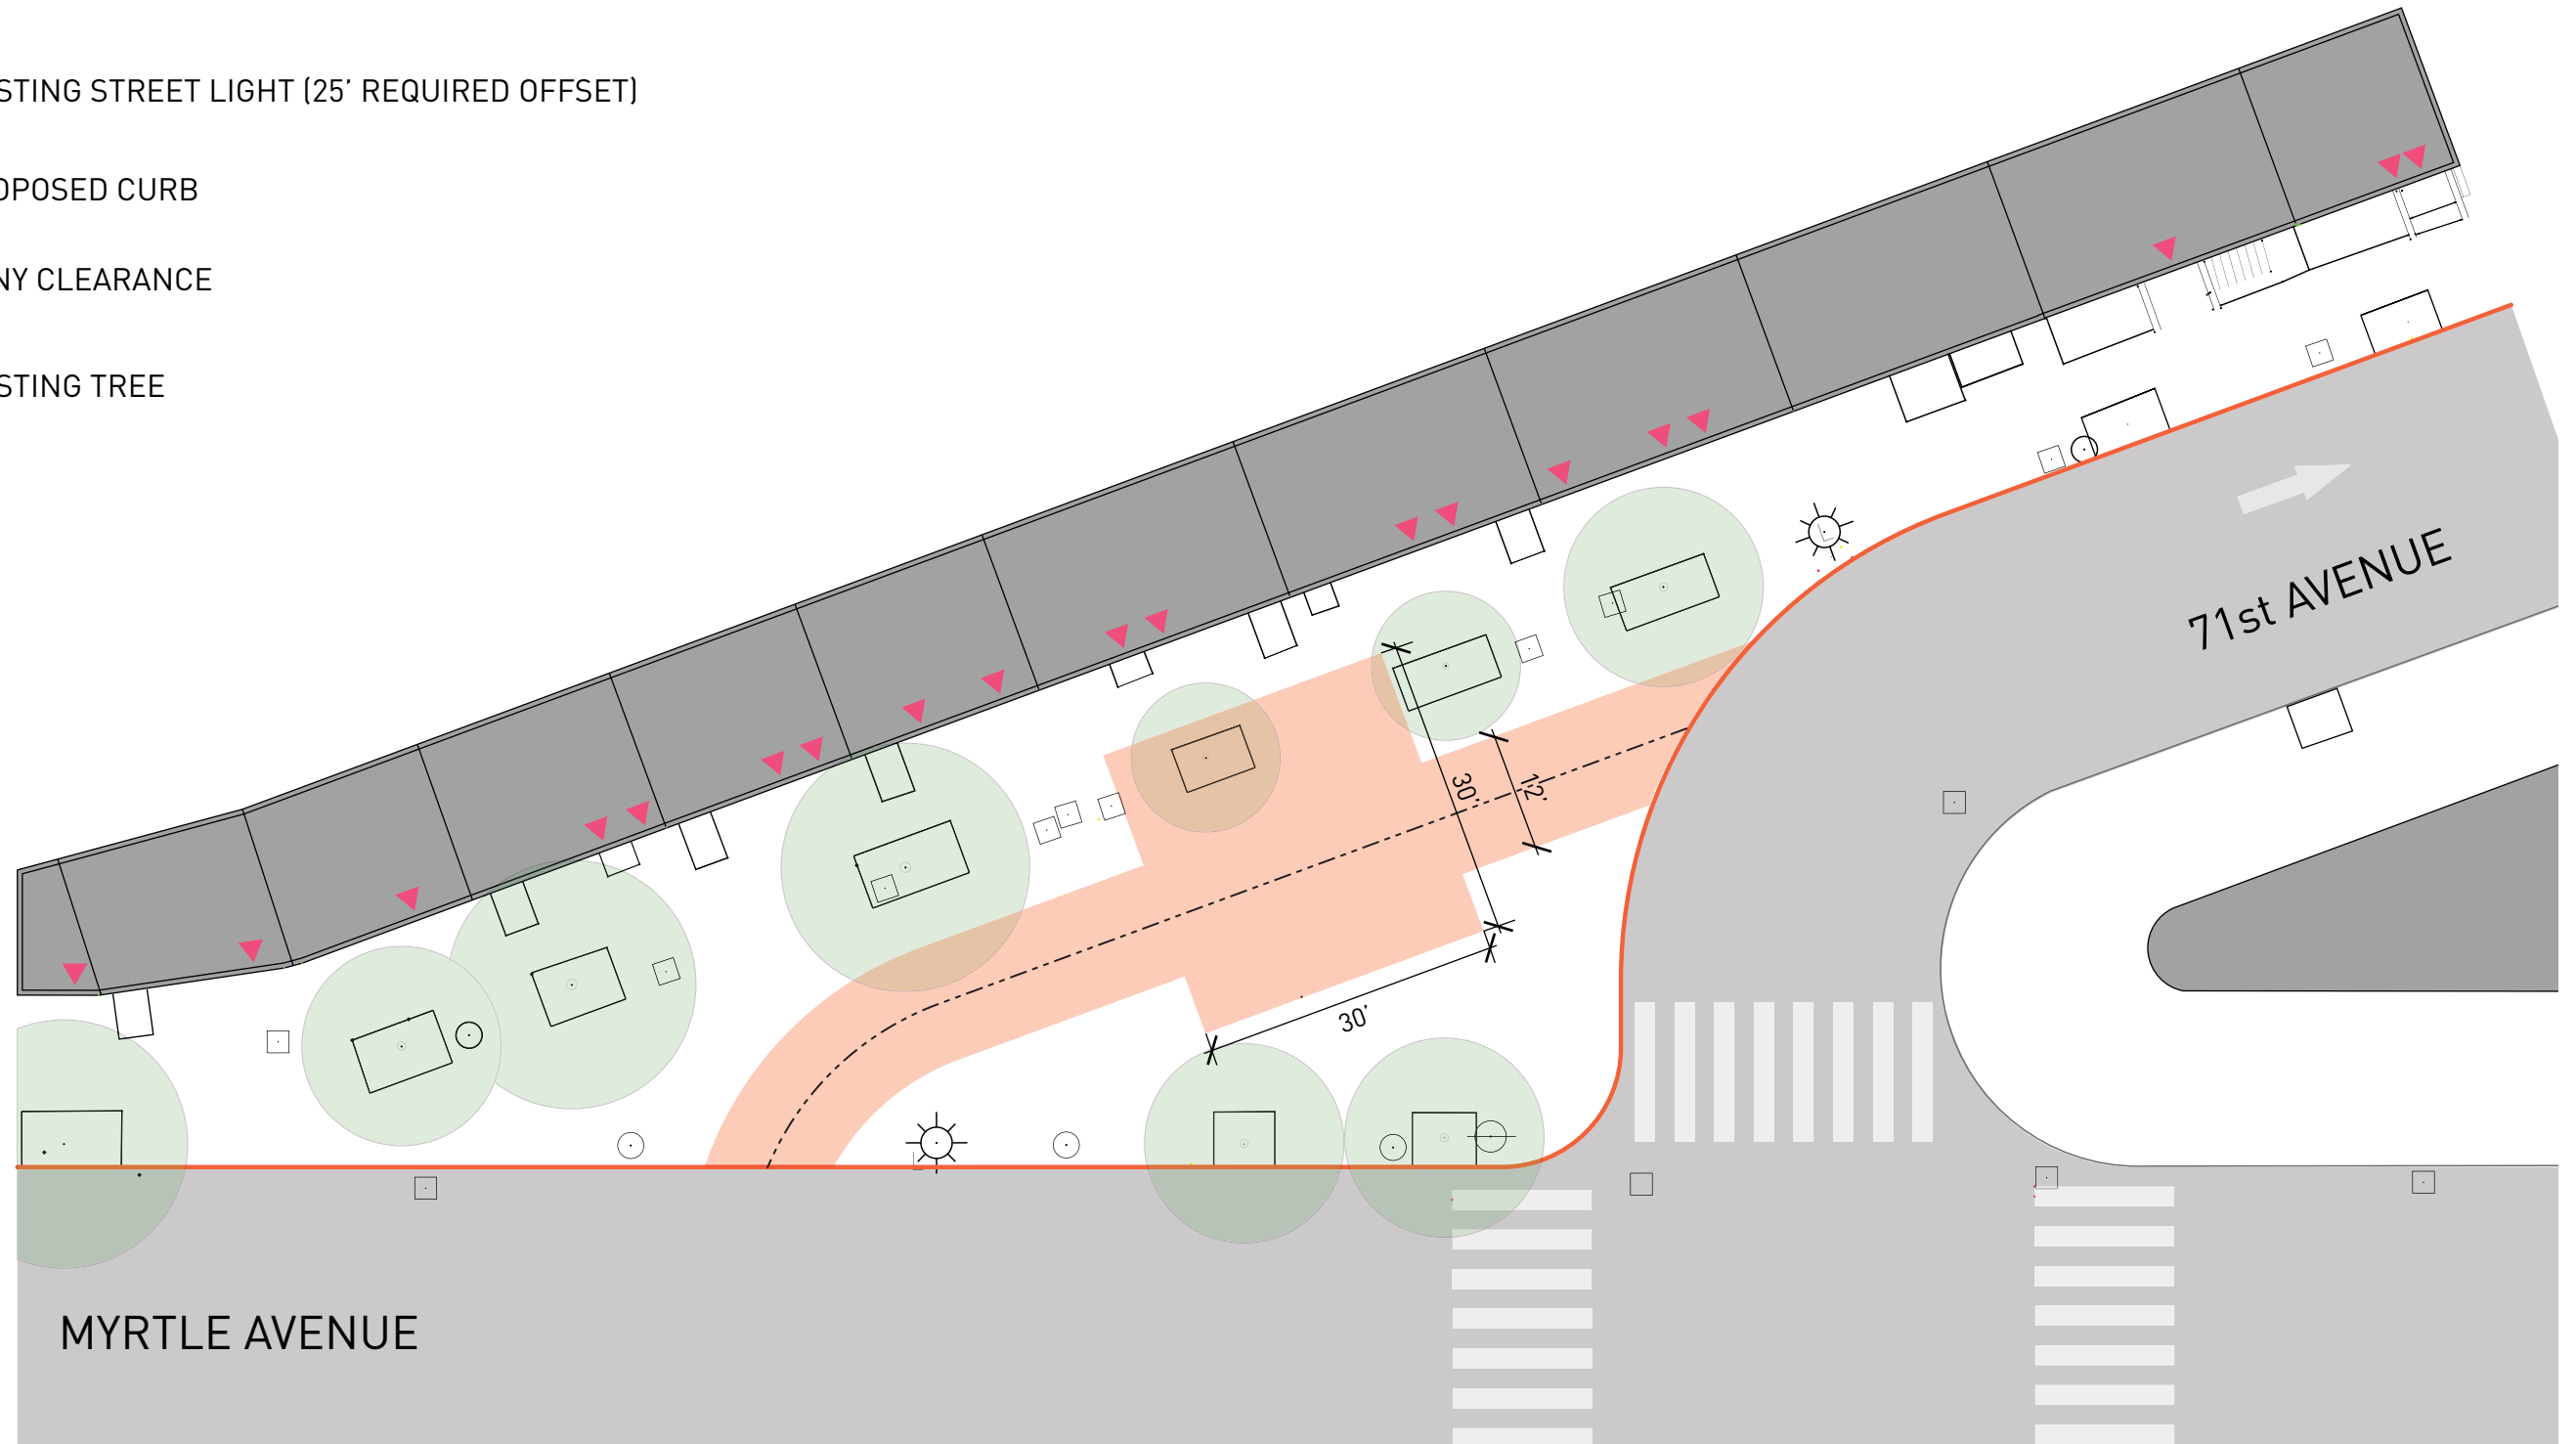 STING STREET LIGHT (25' REQUIRED OFFSET)
OPOSED CURB
NY CLEARANCE
STING TREE
71st AVENUE
30'
12'
30'
MYRTLE AVENUE